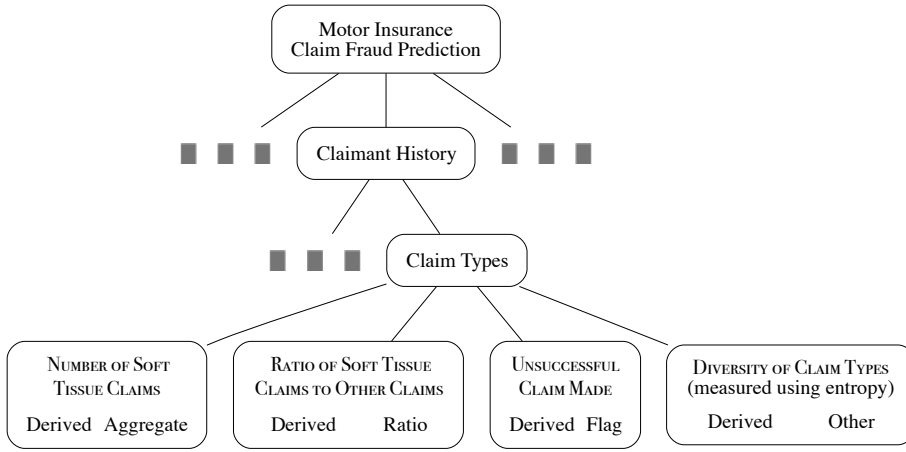 Motor Insurance
Claim Fraud Prediction
Claimant History
Claim Types
NUMBER OF SOFT
TISSUE CLAIMS
Derived Aggregate
RATIO OF SOFT TISSUE
CLAIMS TO OTHER CLAIMS
Derived Ratio
UNSUCCESSFUL
CLAIM MADE
Derived Flag
DIVERSITY OF CLAIM TYPES
(measured using entropy)
Derived Other